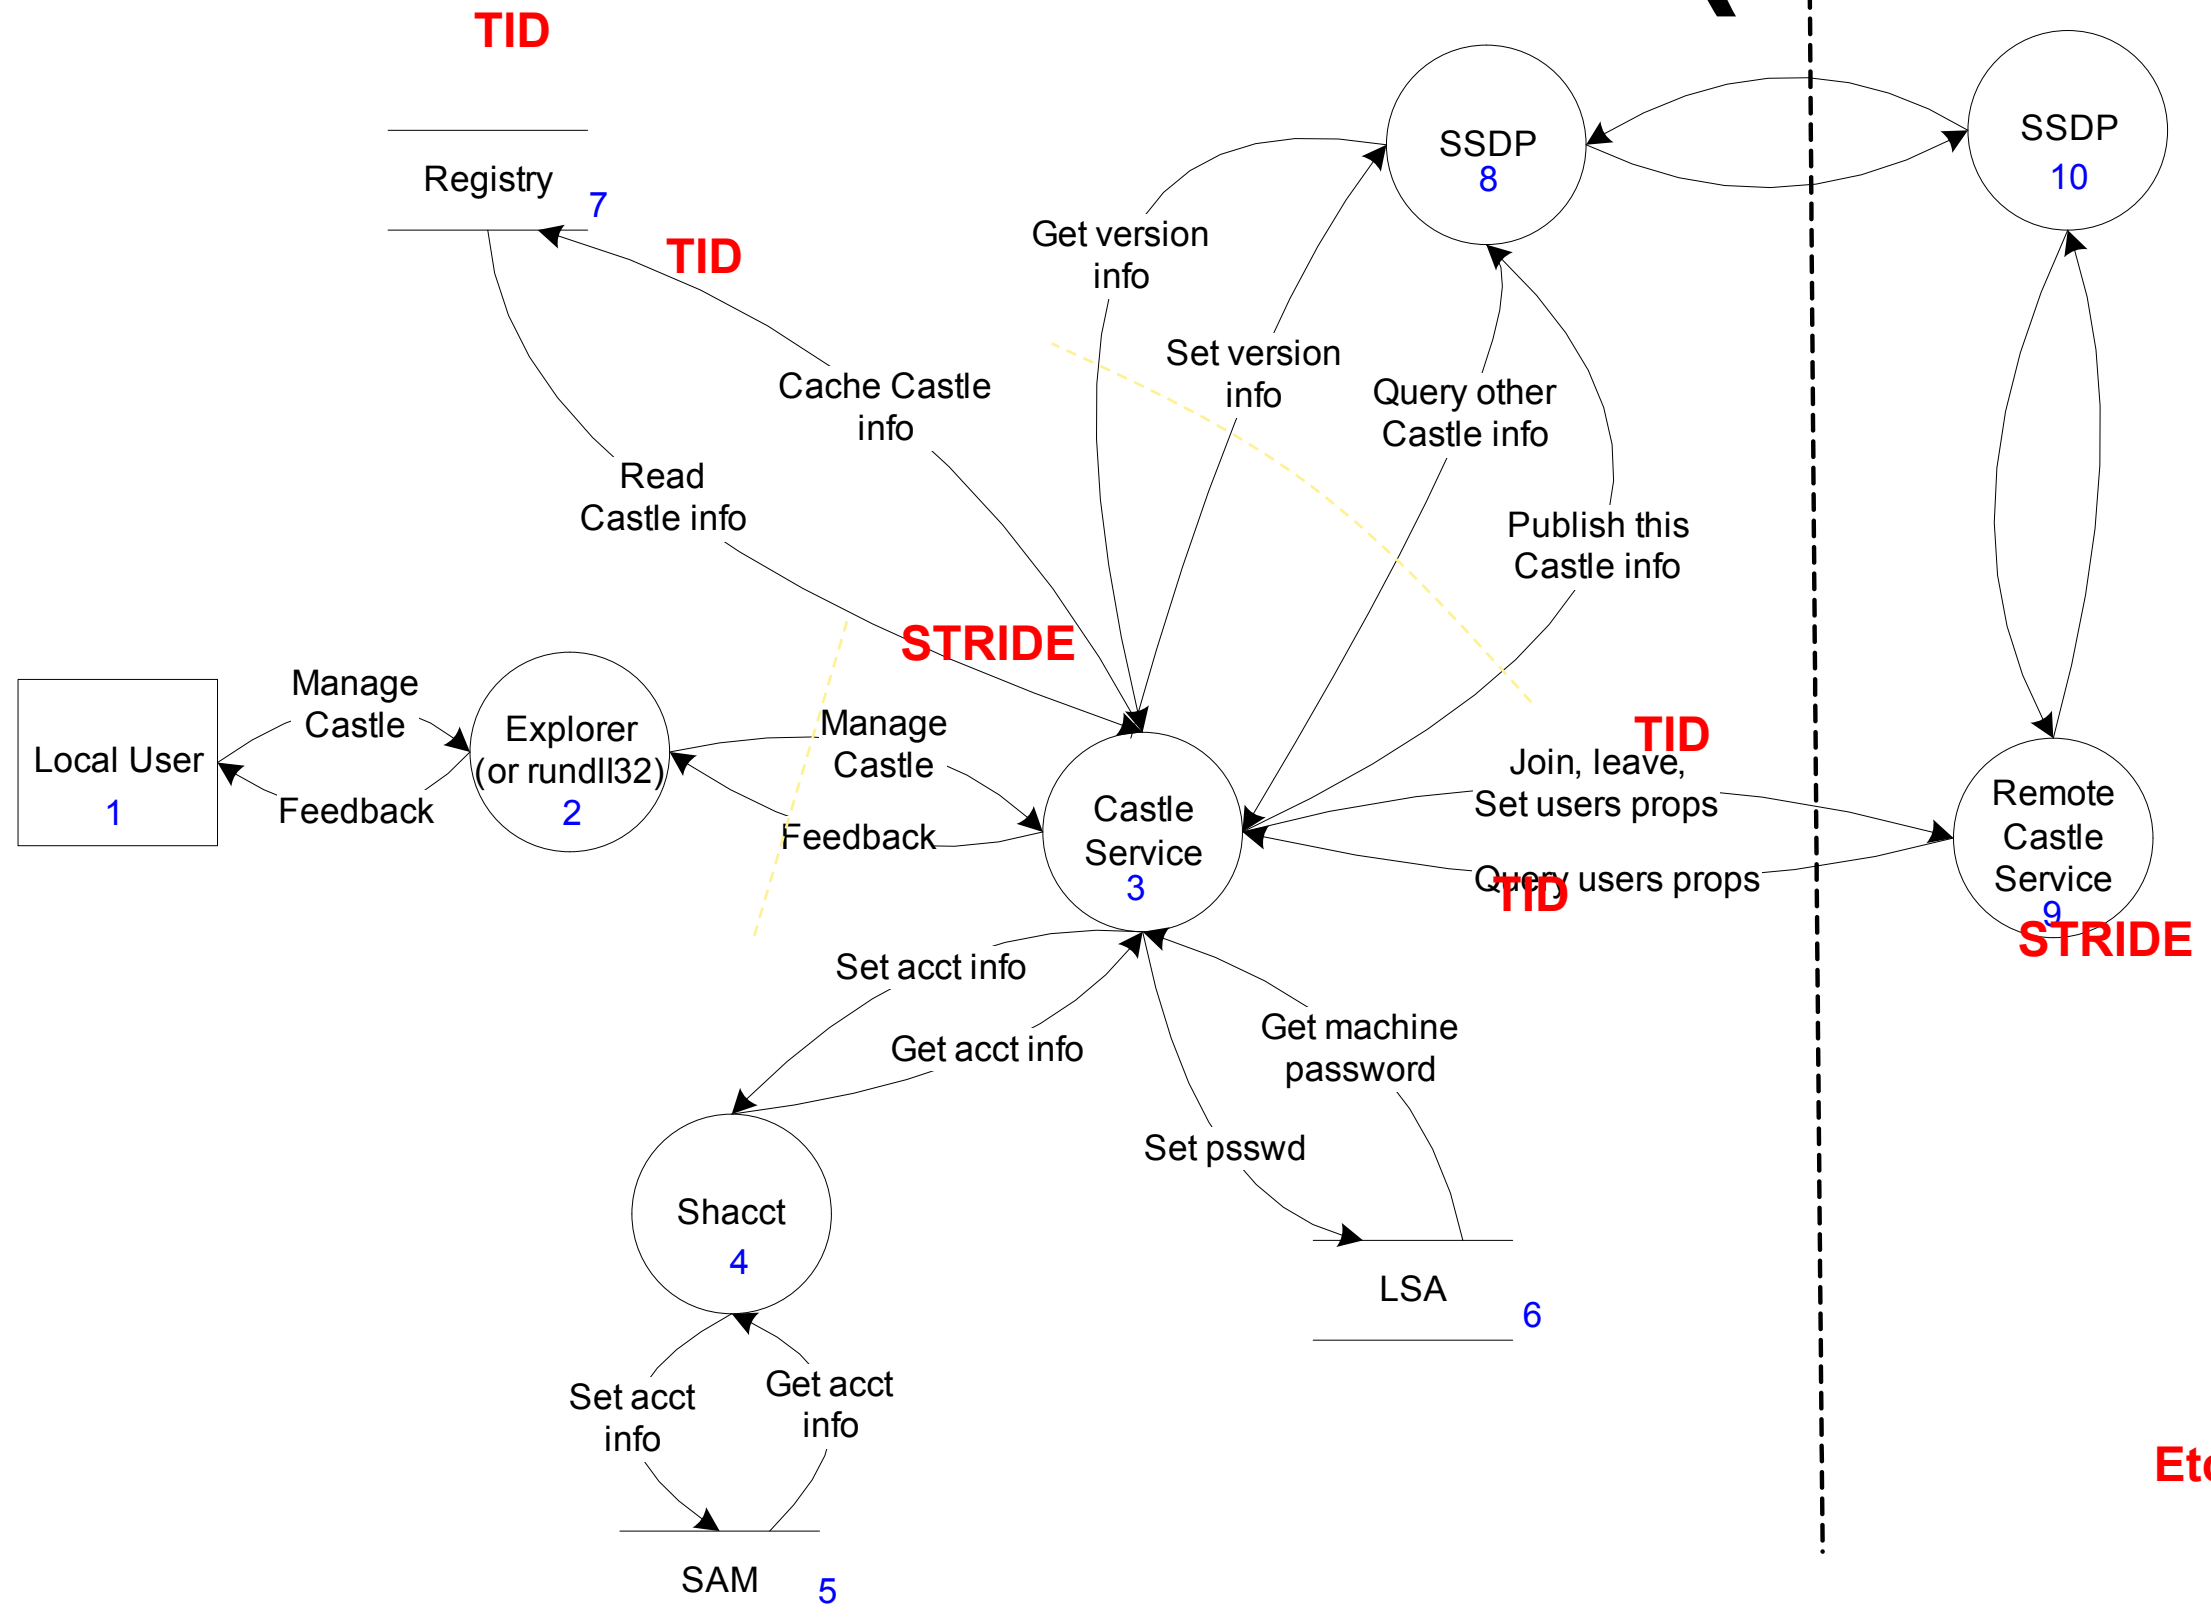 TID
Registry
7
TID
SSDP
8
SSDP
10
Get version
info
Set version
info
Cache Castle
info
Query other
Castle info
Read
Castle info
Publish this
Castle info
STRIDE
Manage
Castle
Local User
1
Feedback
Explorer
(or rundll32)
2
Manage
Castle
Feedback
Castle
Service
3
TID
Join, leave,
Set users props
Query users props
TID
Remote
Castle
Service
9
STRIDE
Set acct info
Get acct info
Get machine
password
Set psswd
Shacct
4
LSA
6
Set acct
info
Get acct
info
SAM
5